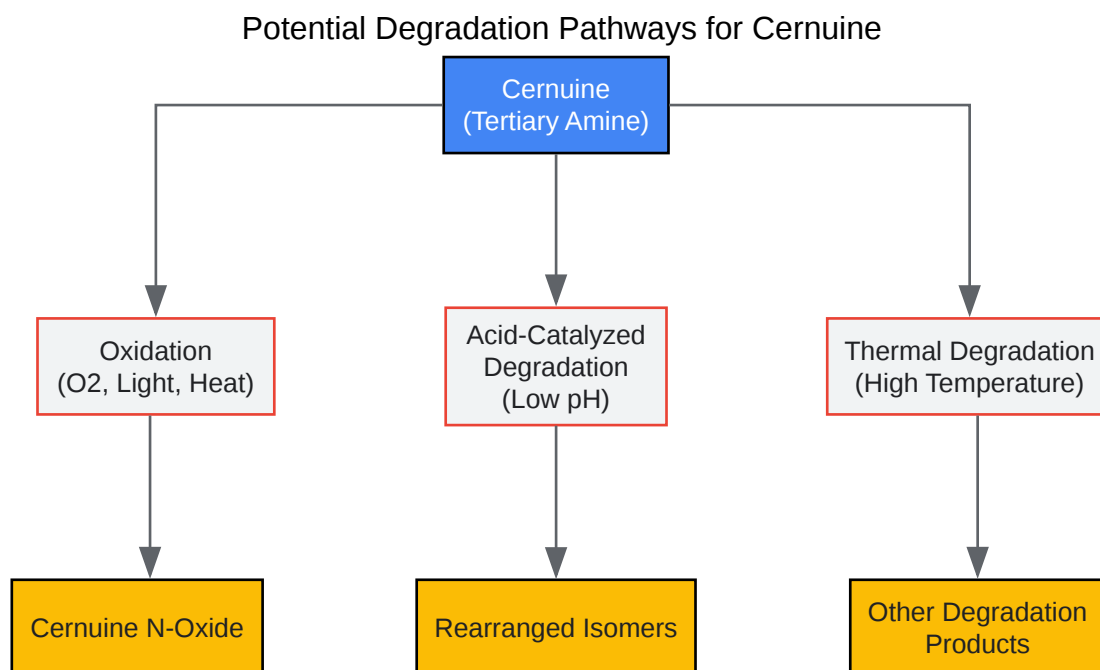 Potential Degradation Pathways for Cernuine
Cernuine
(Tertiary Amine)
Oxidation
(O2, Light, Heat)
Acid-Catalyzed
Degradation
(Low pH)
Thermal Degradation
(High Temperature)
Cernuine N-Oxide
Rearranged Isomers
Other Degradation
Products